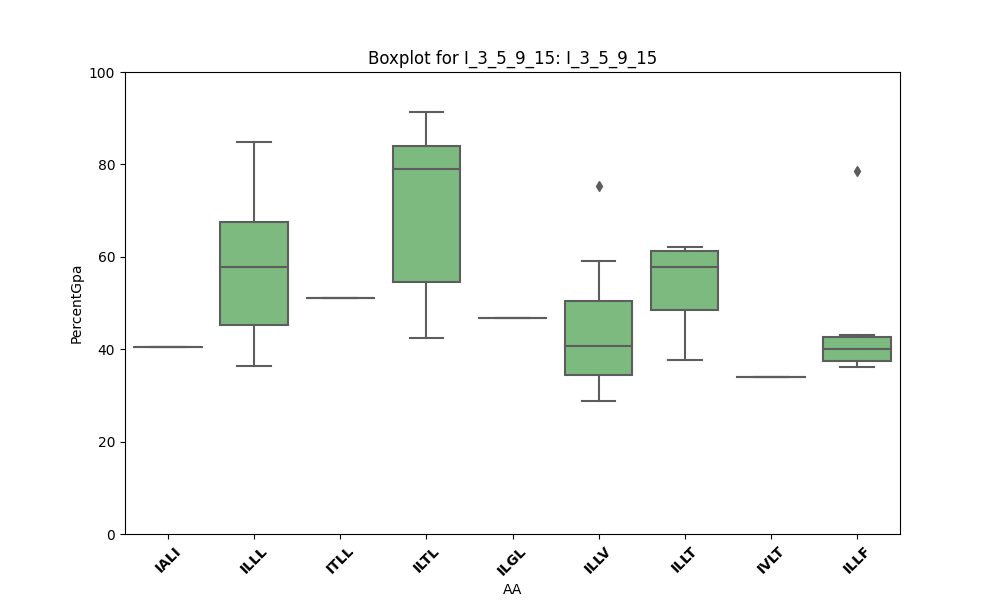 Boxplot for I_3_5_9_15: I_3_5_9_15
100
80
60
40
20
0
PercentGpa
IALI
ILLL
ITLL
ILTL
ILGL
ILLV
ILLT
IVLT
ILLF
AA